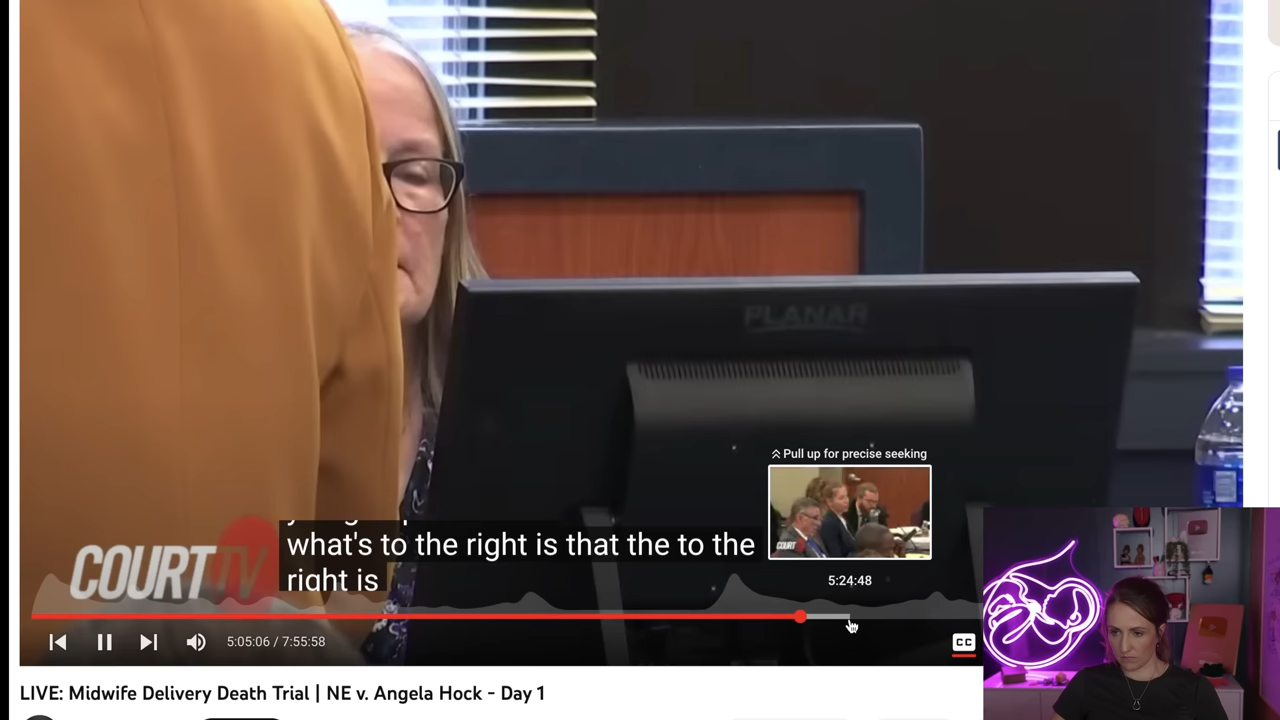 PLANAR
Pull up for precise seeking
what's to the right is that the to the
right is
COURT TV
COURT
5:24:48
5:05:06 / 7:55:58
CC
LIVE: Midwife Delivery Death Trial | NE v. Angela Hock - Day 1